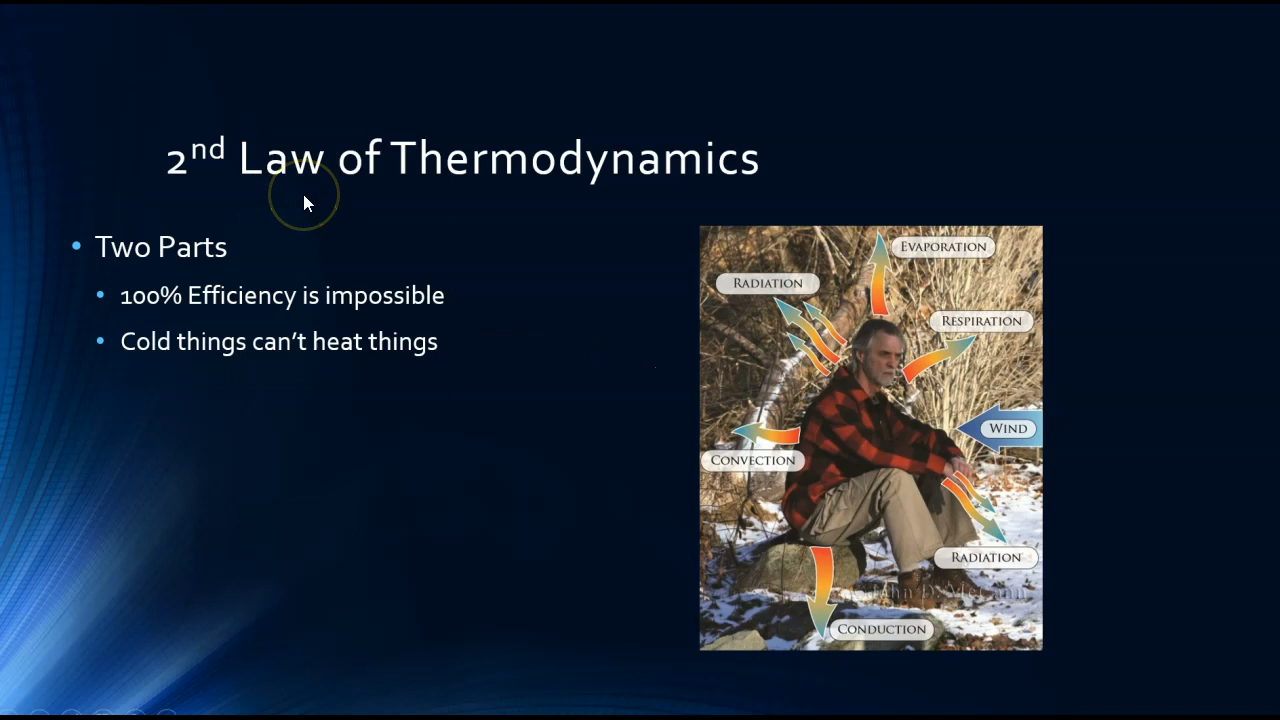 2nd Law of Thermodynamics
• Two Parts
• 100% Efficiency is impossible
• Cold things can't heat things
EVAPORATION
RADIATION
RESPIRATION
WIND
CONVECTION
RADIATION
CONDUCTION